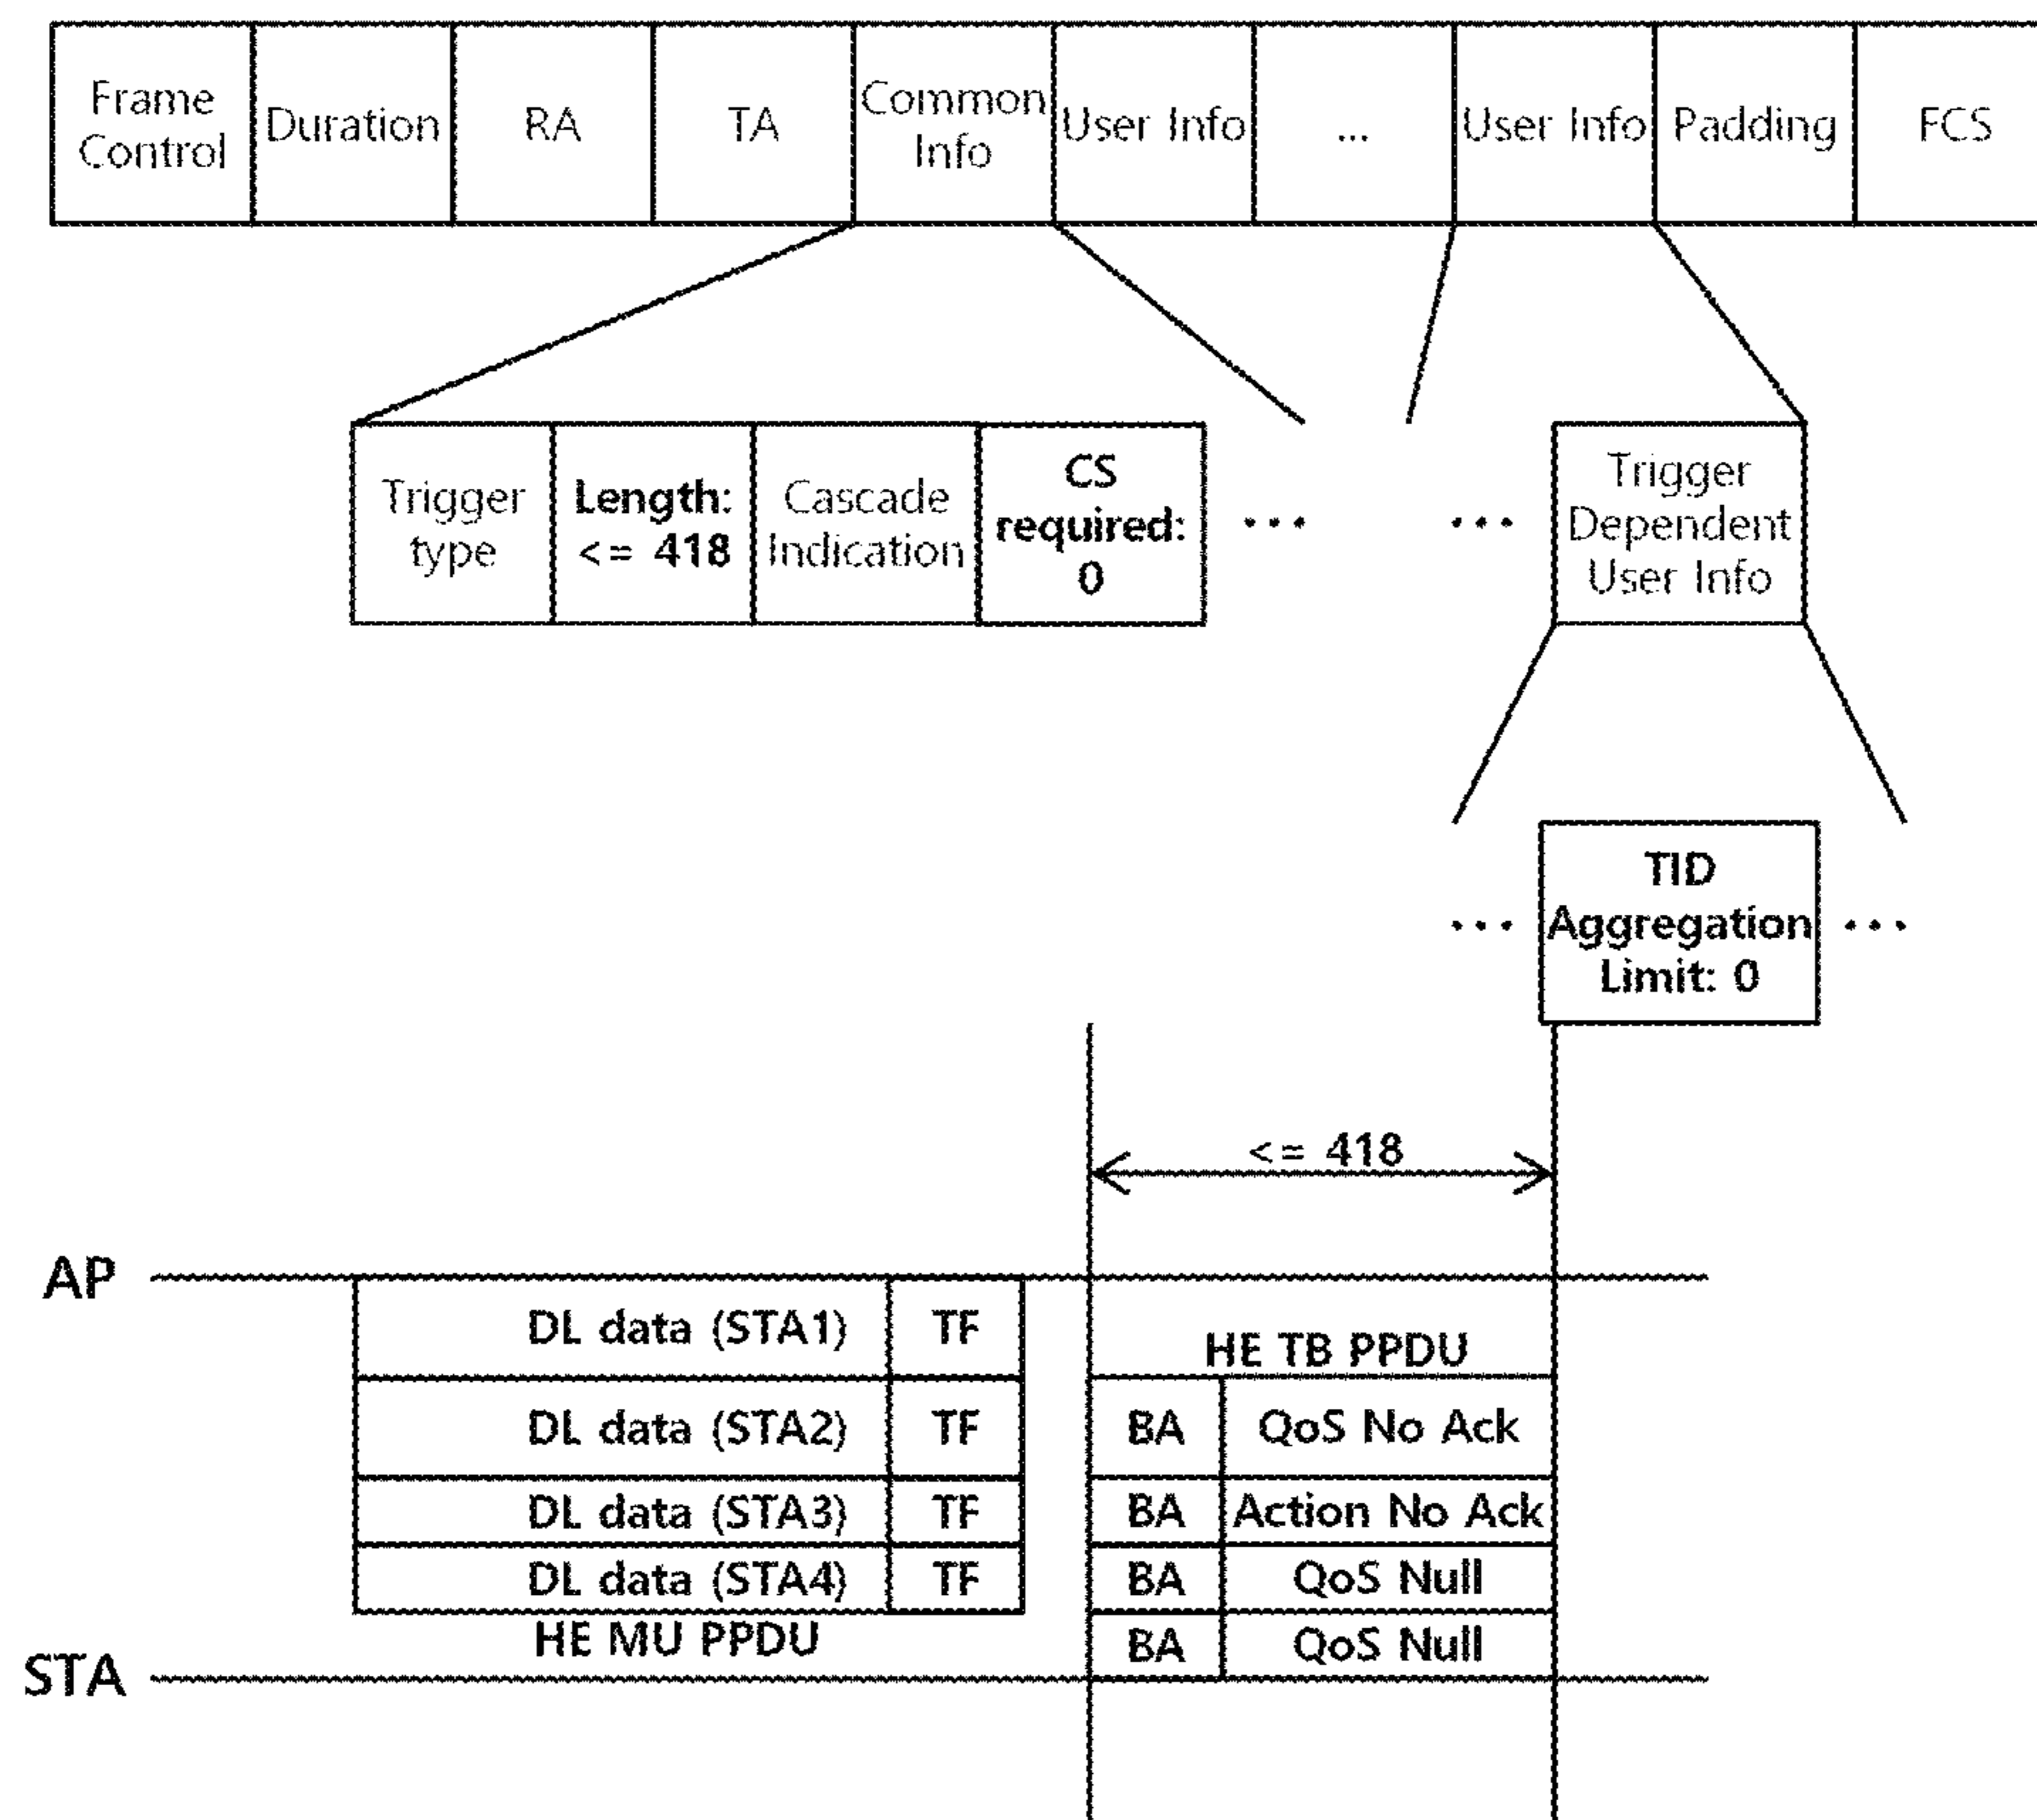 Frame
Control
Duration
RA
TA
Common
Info
User Info
...
User Info
Padding
FCS
Trigger
type
Length:
<= 418
Cascade
Indication
CS
required:
0
...
...
Trigger
Dependent
User Info
...
TID
Aggregation
Limit: 0
...
<= 418
AP
DL data (STA1)
TF
HE TB PPDU
DL data (STA2)
TF
BA
QoS No Ack
DL data (STA3)
TF
BA
Action No Ack
DL data (STA4)
TF
BA
QoS Null
HE MU PPDU
BA
QoS Null
STA